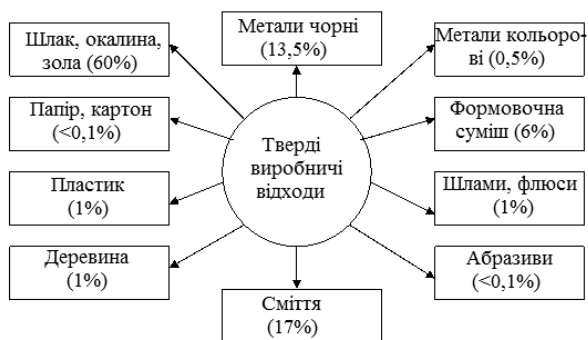 Шлак, окалина,
зола (60%)
Метали чорні
(13,5%)
Метали кольоро-
ві (0,5%)
Папір, картон
(<0,1%)
Тверді
виробничі
відходи
Формовочна
суміш (6%)
Пластик
(1%)
Шлами, флюси
(1%)
Деревина
(1%)
Абразиви
(<0,1%)
Сміття
(17%)